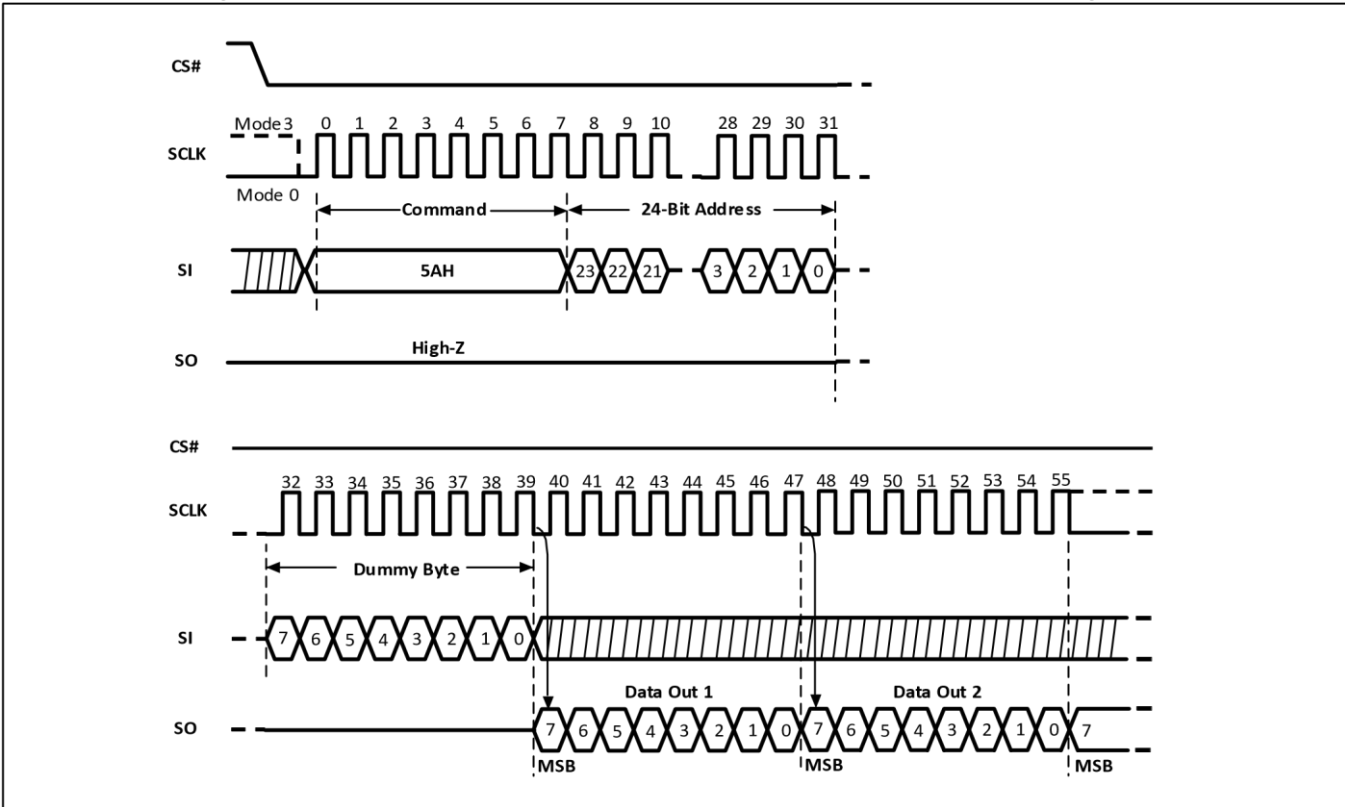 CS#
Mode3 0 1 2 3 4 5 6 7 8 9 10 28 29 30 31
SCLK
Mode 0
Command 24-Bit Address
SI 5AH 23 22 21 3 2 1 0
High-Z
SO
CS#
32 33 34 35 36 37 38 39 40 41 42 43 44 45 46 47 48 49 50 51 52 53 54 55
SCLK
Dummy Byte
SI 7 6 5 4 3 2 1 0
Data Out 1 Data Out 2
SO 7 6 5 4 3 2 1 0 7 6 5 4 3 2 1 0 7
MSB MSB MSB